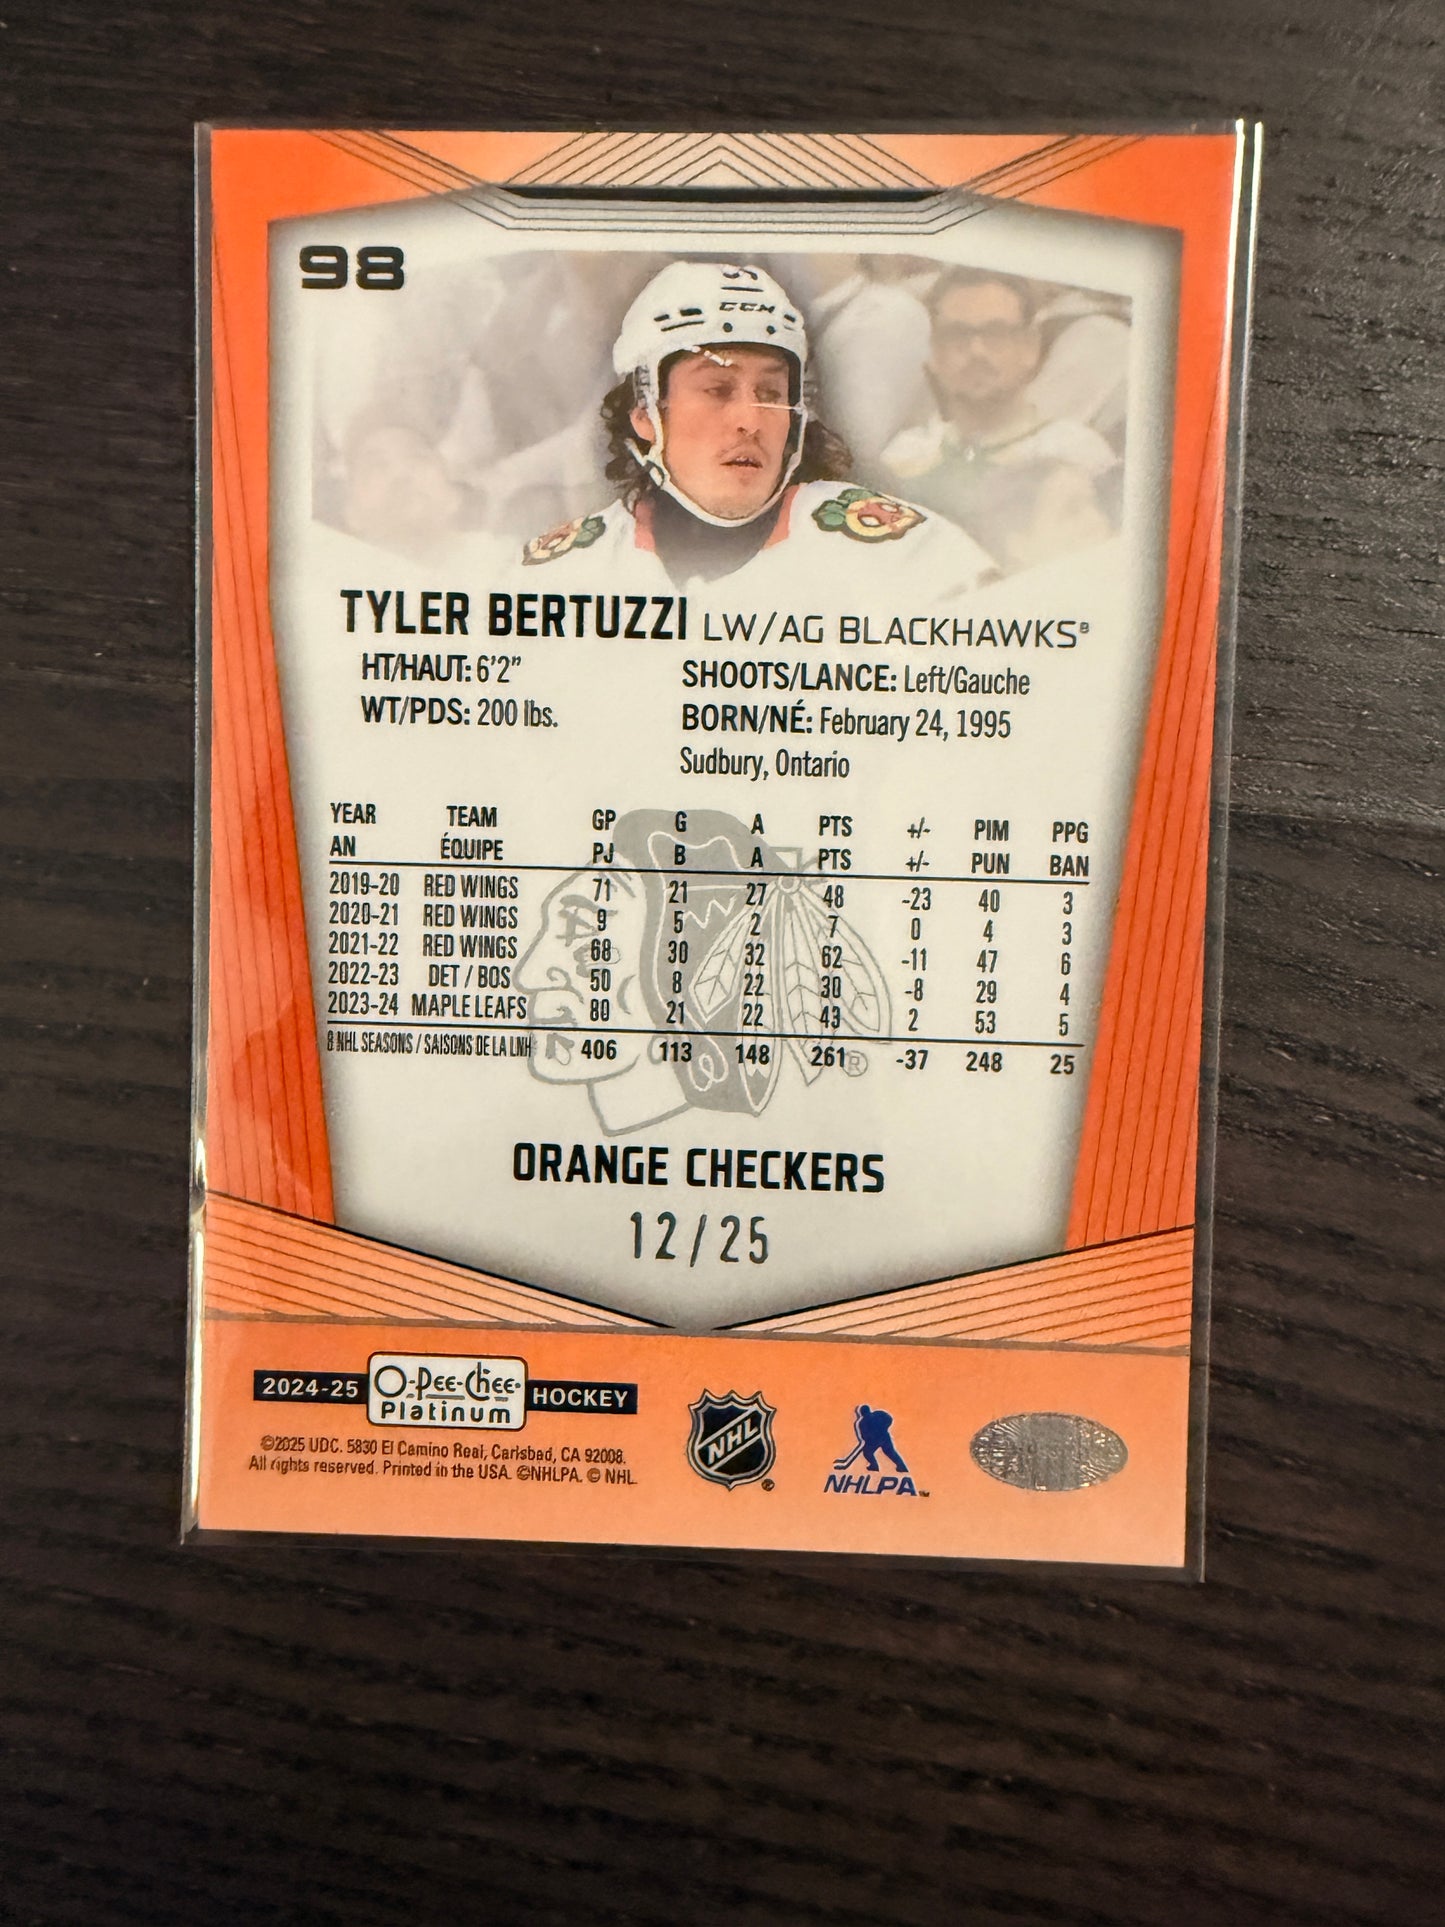 98
CCM
TYLER BERTUZZI LW/AG BLACKHAWKS®
HT/HAUT: 6'2" SHOOTS/LANCE: Left/Gauche
WT/PDS: 200 lbs. BORN/NÉ: February 24, 1995
Sudbury, Ontario
YEAR TEAM GP G A PTS +/- PIM PPG
AN ÉQUIPE PJ B A PTS +/- PUN BAN
2019-20 RED WINGS 71 21 27 48 -23 40 3
2020-21 RED WINGS 9 5 2 7 0 4 3
2021-22 RED WINGS 68 30 32 62 -11 47 6
2022-23 DET / BOS 50 8 22 30 -8 29 4
2023-24 MAPLE LEAFS 80 21 22 43 2 53 5
8 NHL SEASONS / SAISONS DE LA LNH 406 113 148 261 -37 248 25
®
ORANGE CHECKERS
12/25
2024-25 O-Pee-Chee Platinum HOCKEY
©2025 UDC. 5830 El Camino Real, Carlsbad, CA 92008.
All rights reserved. Printed in the USA. ©NHLPA. © NHL.
NHL ®
NHLPA™